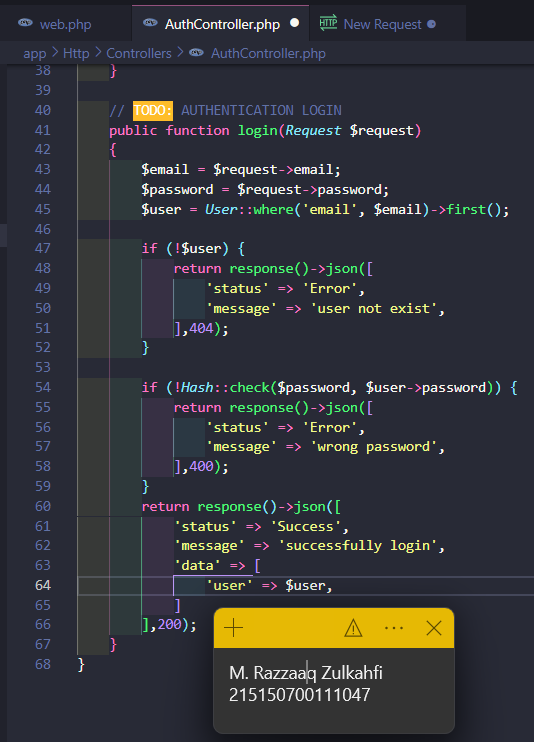 web.php
AuthController.php
New Request
app > Http > Controllers > AuthController.php
38 }
39
40 // TODO: AUTHENTICATION LOGIN
41 public function login(Request $request)
42 {
43 $email = $request->email;
44 $password = $request->password;
45 $user = User::where('email', $email)->first();
46
47 if (!$user) {
48 return response()->json([
49 'status' => 'Error',
50 'message' => 'user not exist',
51 ],404);
52 }
53
54 if (!Hash::check($password, $user->password)) {
55 return response()->json([
56 'status' => 'Error',
57 'message' => 'wrong password',
58 ],400);
59 }
60 return response()->json([
61 'status' => 'Success',
62 'message' => 'successfully login',
63 'data' => [
64 'user' => $user,
65 ]
66 ],200);
67 }
68 }
M. Razzaaq Zulkahfi
215150700111047